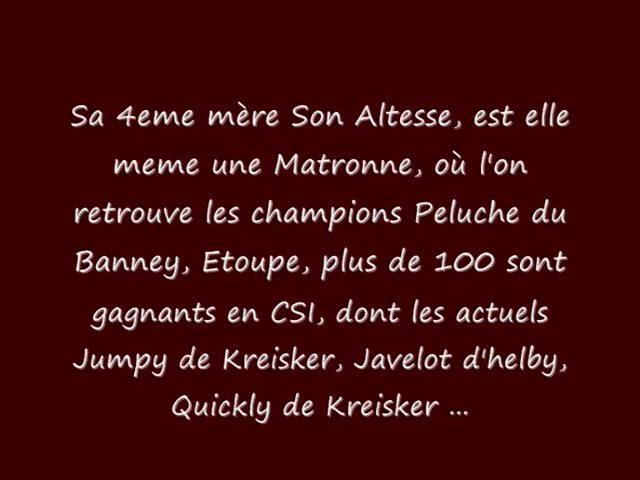 Sa 4eme mère Son Altesse, est elle
meme une Matronne, où l'on
retrouve les champions Peluche du
Banney, Etoupe, plus de 100 sont
gagnants en CSI, dont les actuels
Jumpy de Kreisker, Javelot d'helby,
Quickly de Kreisker ...